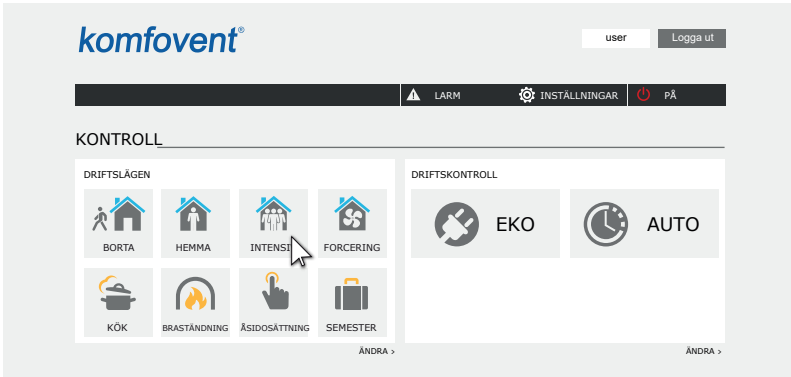 komfovent®
user
Logga ut
LARM
INSTÄLLNINGAR
PÅ
KONTROLL
DRIFTSLÄGEN
BORTA
HEMMA
INTENSI
FORCERING
KÖK
BRASTÄNDNING
ÅSIDOSÄTTNING
SEMESTER
ÄNDRA >
DRIFTSKONTROLL
EKO
AUTO
ÄNDRA >